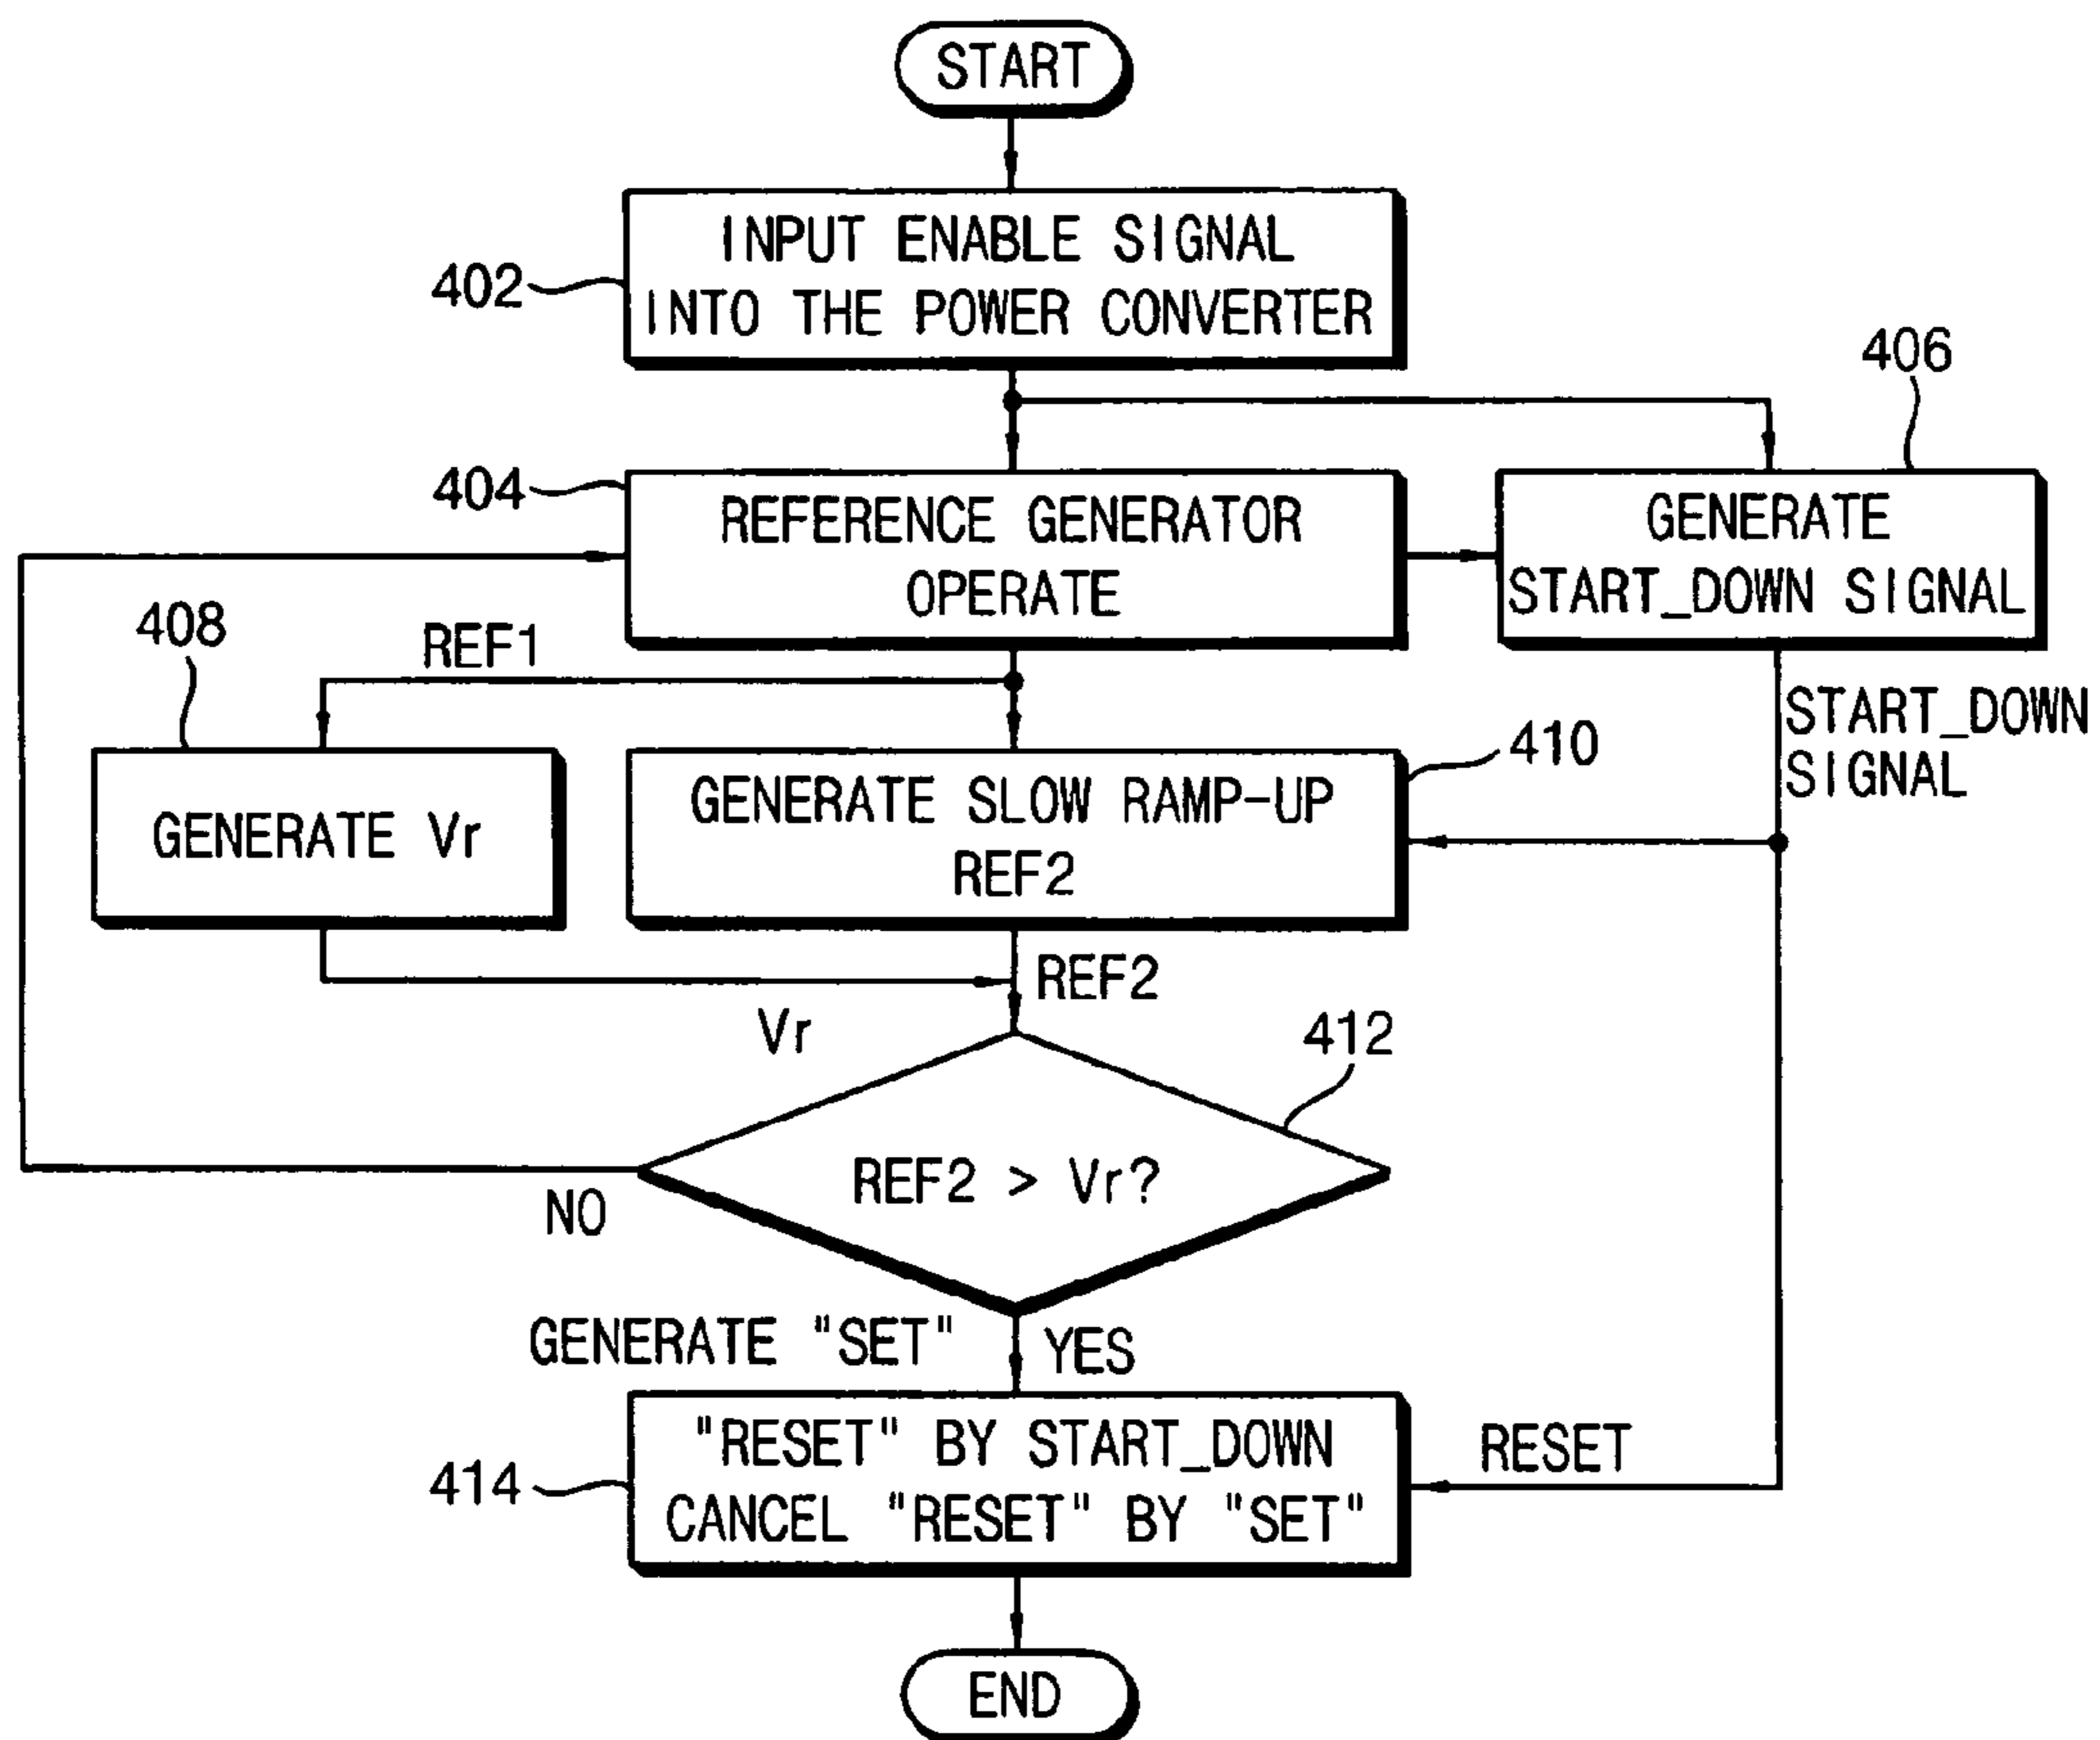 START
INPUT ENABLE SIGNAL
INTO THE POWER CONVERTER
402
406
404
REFERENCE GENERATOR
OPERATE
GENERATE
START_DOWN SIGNAL
408
REF1
START_DOWN
SIGNAL
410
GENERATE Vr
GENERATE SLOW RAMP-UP
REF2
REF2
Vr
412
REF2 > Vr?
NO
GENERATE "SET"
YES
"RESET" BY START_DOWN
CANCEL "RESET" BY "SET"
RESET
414
END